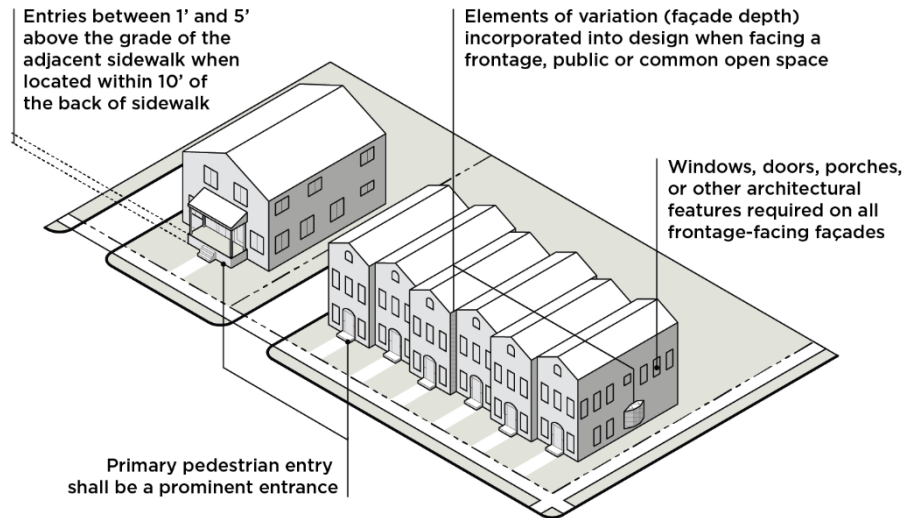 Entries between 1’ and 5’
above the grade of the
adjacent sidewalk when
located within 10’ of
the back of sidewalk
Elements of variation (façade depth)
incorporated into design when facing a
frontage, public or common open space
Windows, doors, porches,
or other architectural
features required on all
frontage-facing façades
Primary pedestrian entry
shall be a prominent entrance